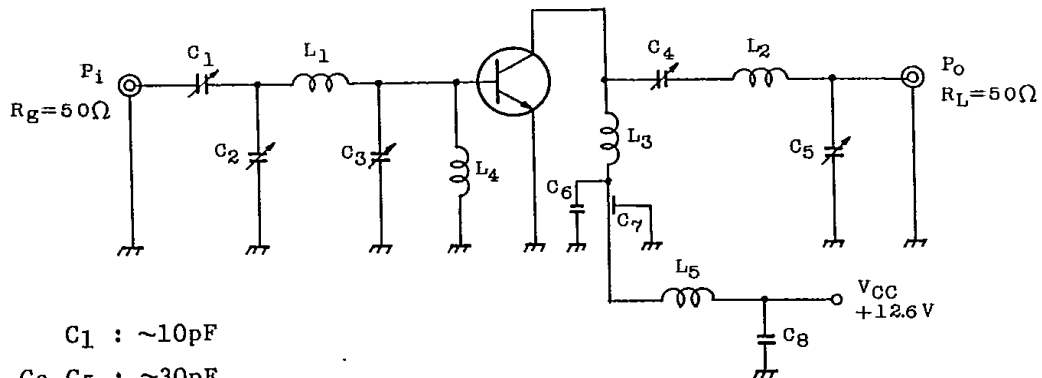 C1
L1
Pi
Rg=50Ω
C2
C3
L4
C4
L2
Po
RL=50Ω
L3
C5
C6
C7
L5
VCC
+12.6V
C8
C1 : ~10pF
: ~30pF